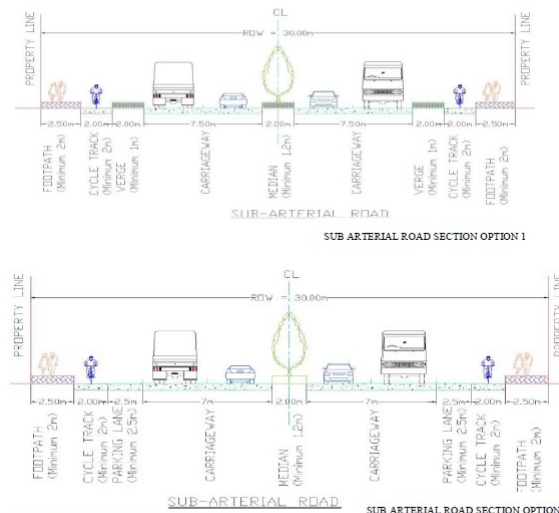 CL
ROW = 30.00m
PROPERTY LINE
PROPERTY LINE
2.50m 2.00m 2.00m 7.50m 2.00m 7.50m 2.00m 2.00m 2.50m
FOOTPATH (Minimum 2m)
CYCLE TRACK (Minimum 2m)
VERGE (Minimum 1m)
CARRIAGEWAY
MEDIAN (Minimum 1.2m)
CARRIAGEWAY
VERGE (Minimum 1m)
CYCLE TRACK (Minimum 2m)
FOOTPATH (Minimum 2m)
SUB-ARTERIAL ROAD
SUB ARTERIAL ROAD SECTION OPTION 1
CL
ROW = 30.00m
PROPERTY LINE
PROPERTY LINE
2.50m 2.00m 2.5m 7m 2.00m 7m 2.5m 2.00m 2.50m
FOOTPATH (Minimum 2m)
CYCLE TRACK (Minimum 2m)
PARKING LANE (Minimum 2.5m)
CARRIAGEWAY
MEDIAN (Minimum 1.2m)
CARRIAGEWAY
PARKING LANE (Minimum 2.5m)
CYCLE TRACK (Minimum 2m)
FOOTPATH (Minimum 2m)
SUB-ARTERIAL ROAD
SUB ARTERIAL ROAD SECTION OPTION